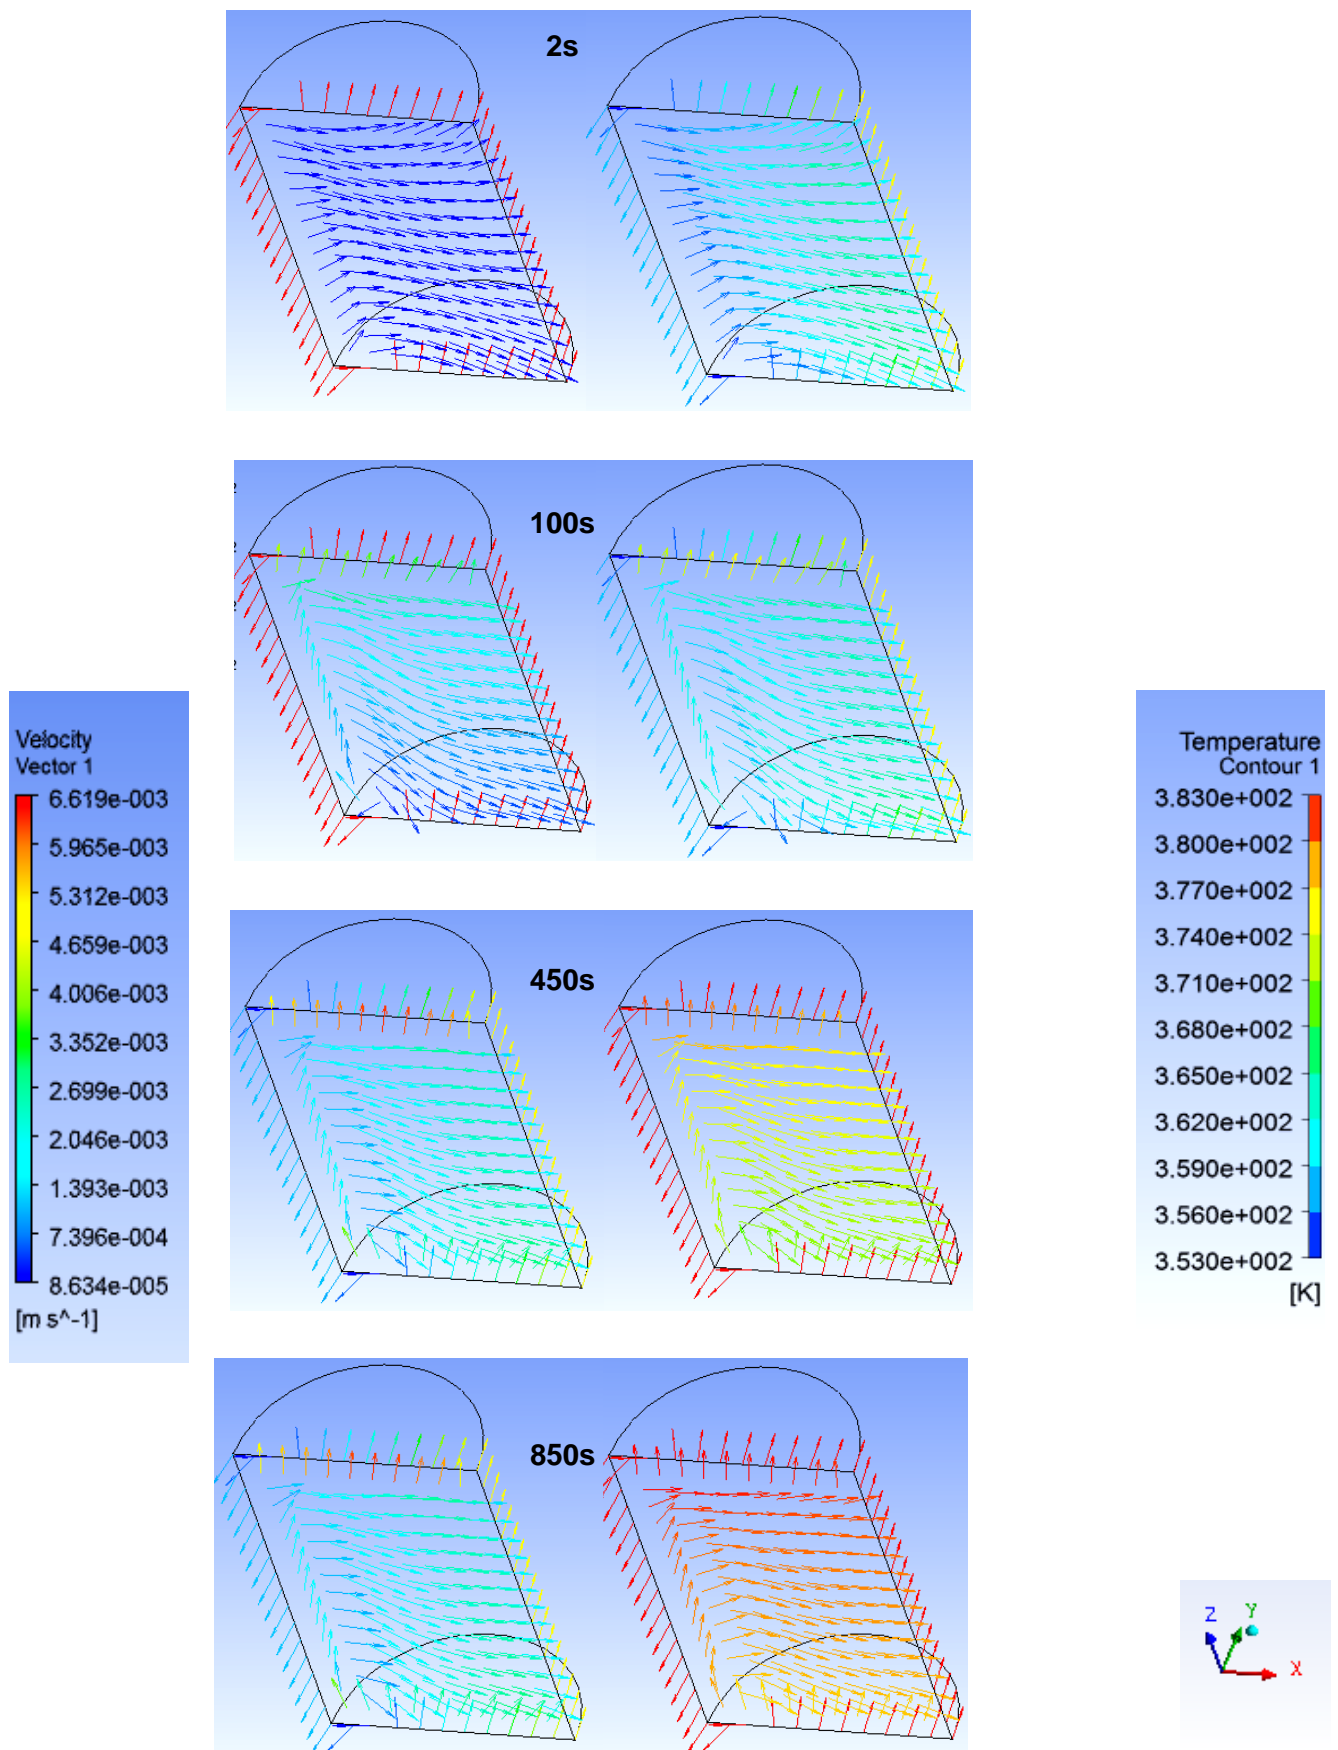 2s
100s
2
2
2
2
Velocity
Vector 1
6.619e-003
5.965e-003
5.312e-003
4.659e-003
4.006e-003
3.352e-003
2.699e-003
2.046e-003
1.393e-003
7.396e-004
8.634e-005
[m s^-1]
Temperature
Contour 1
3.830e+002
3.800e+002
3.770e+002
3.740e+002
3.710e+002
3.680e+002
3.650e+002
3.620e+002
3.590e+002
3.560e+002
3.530e+002
[K]
450s
850s
Z
Y
X